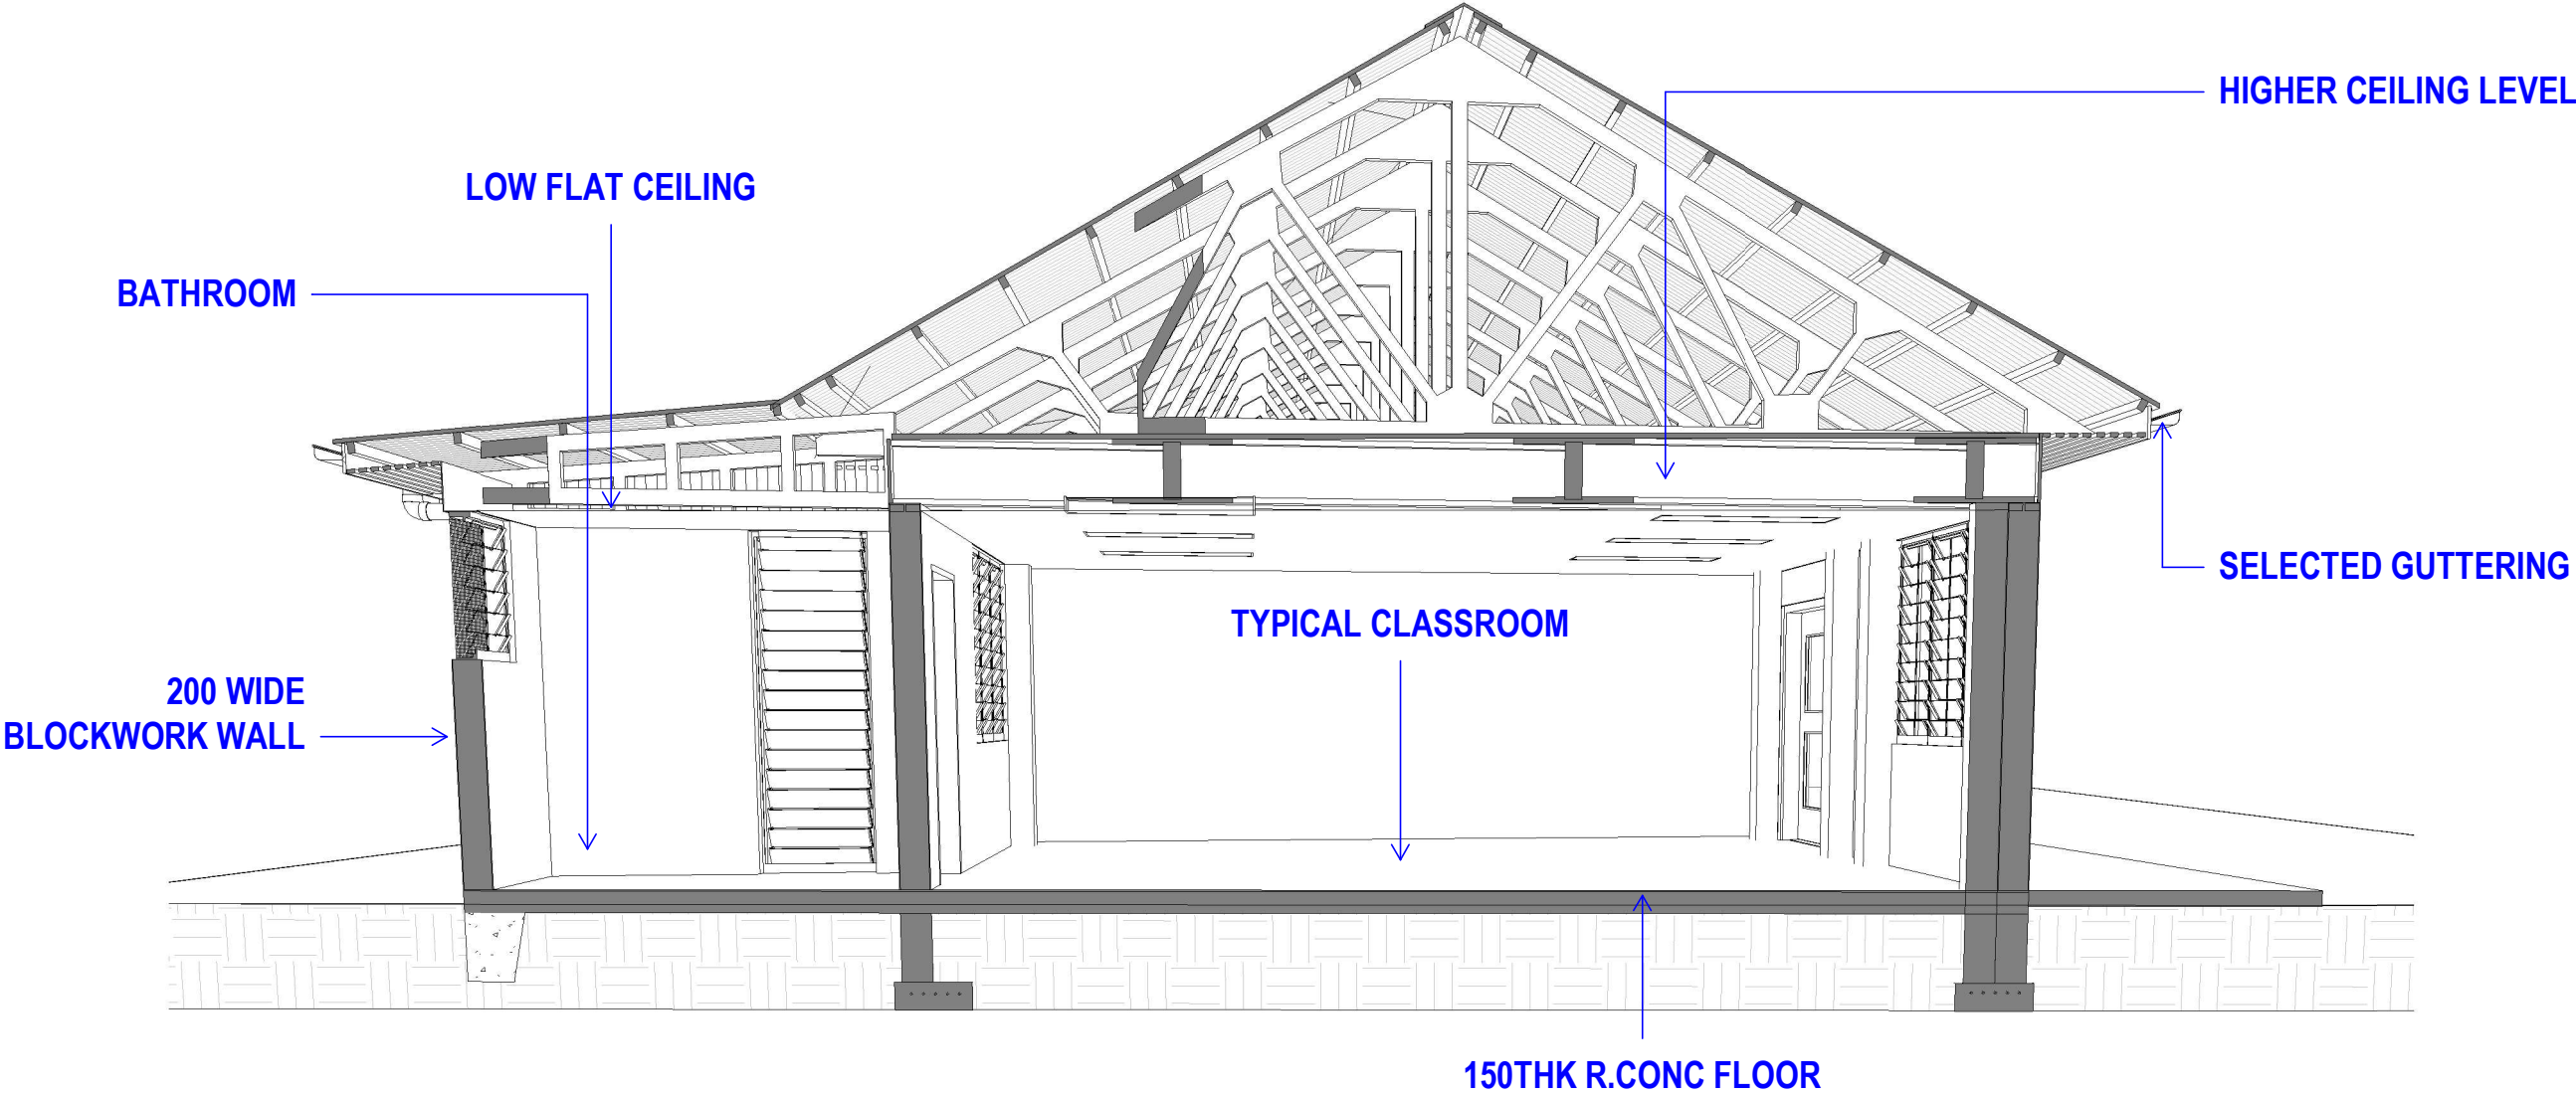 HIGHER CEILING LEVEL
LOW FLAT CEILING
BATHROOM
SELECTED GUTTERING
TYPICAL CLASSROOM
200 WIDE
BLOCKWORK WALL
150THK R.CONC FLOOR